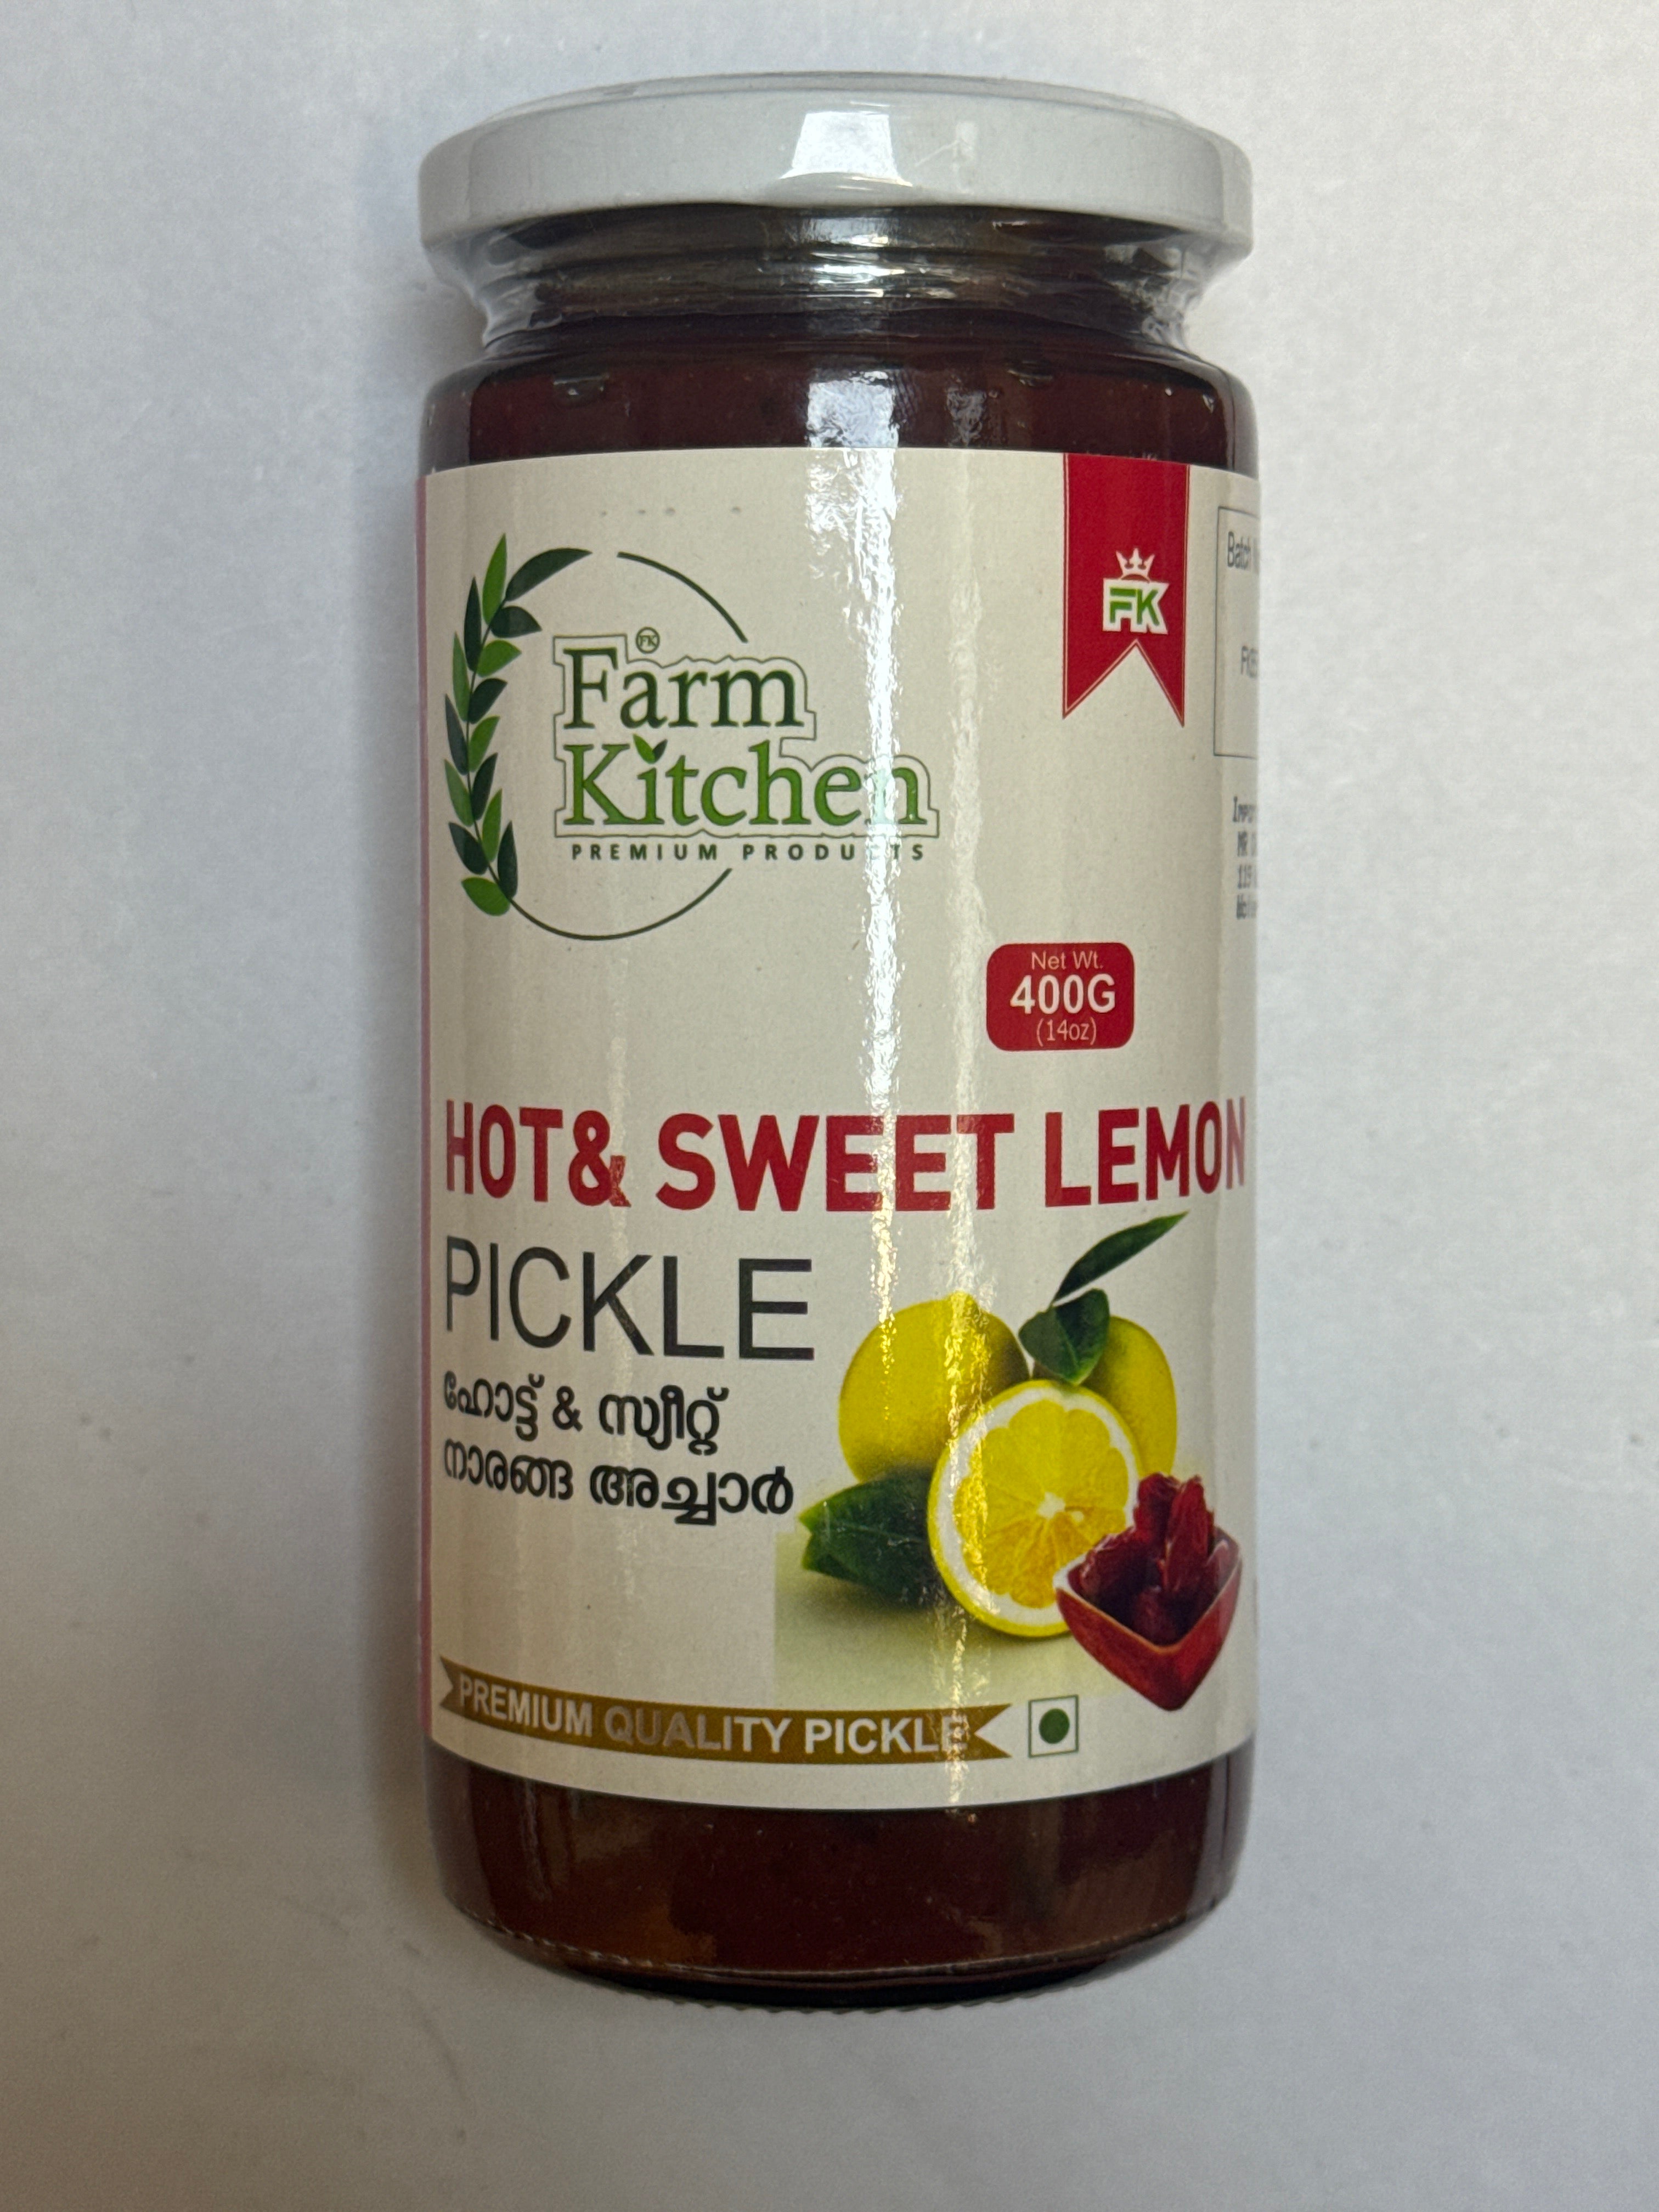 FK
Farm
Kitchen
PREMIUM PRODUCTS
FK
Batch
Net Wt.
400G
(14oz)
HOT& SWEET LEMON
PICKLE
ഹോട്ട് & സ്വീറ്റ്
നാരങ്ങ അച്ചാർ
PREMIUM QUALITY PICKLE